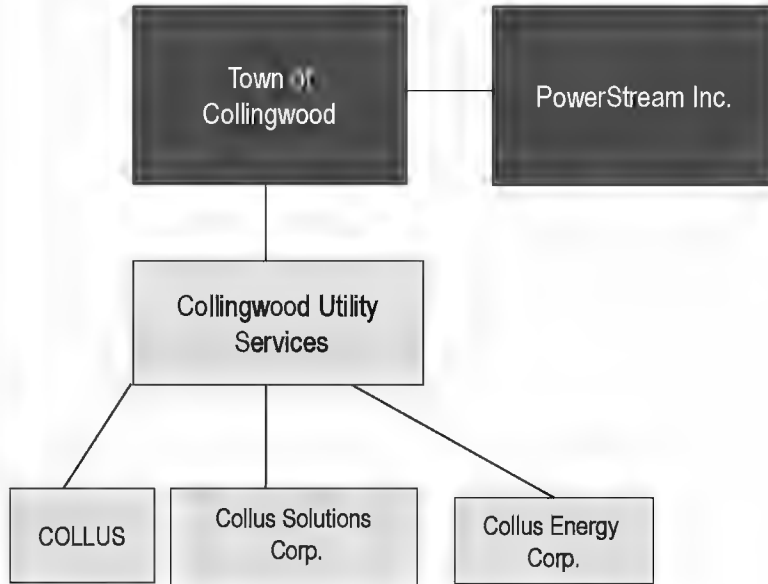 Town of
Collingwood
PowerStream Inc.
Collingwood Utility
Services
COLLUS
Collus Solutions
Corp.
Collus Energy
Corp.